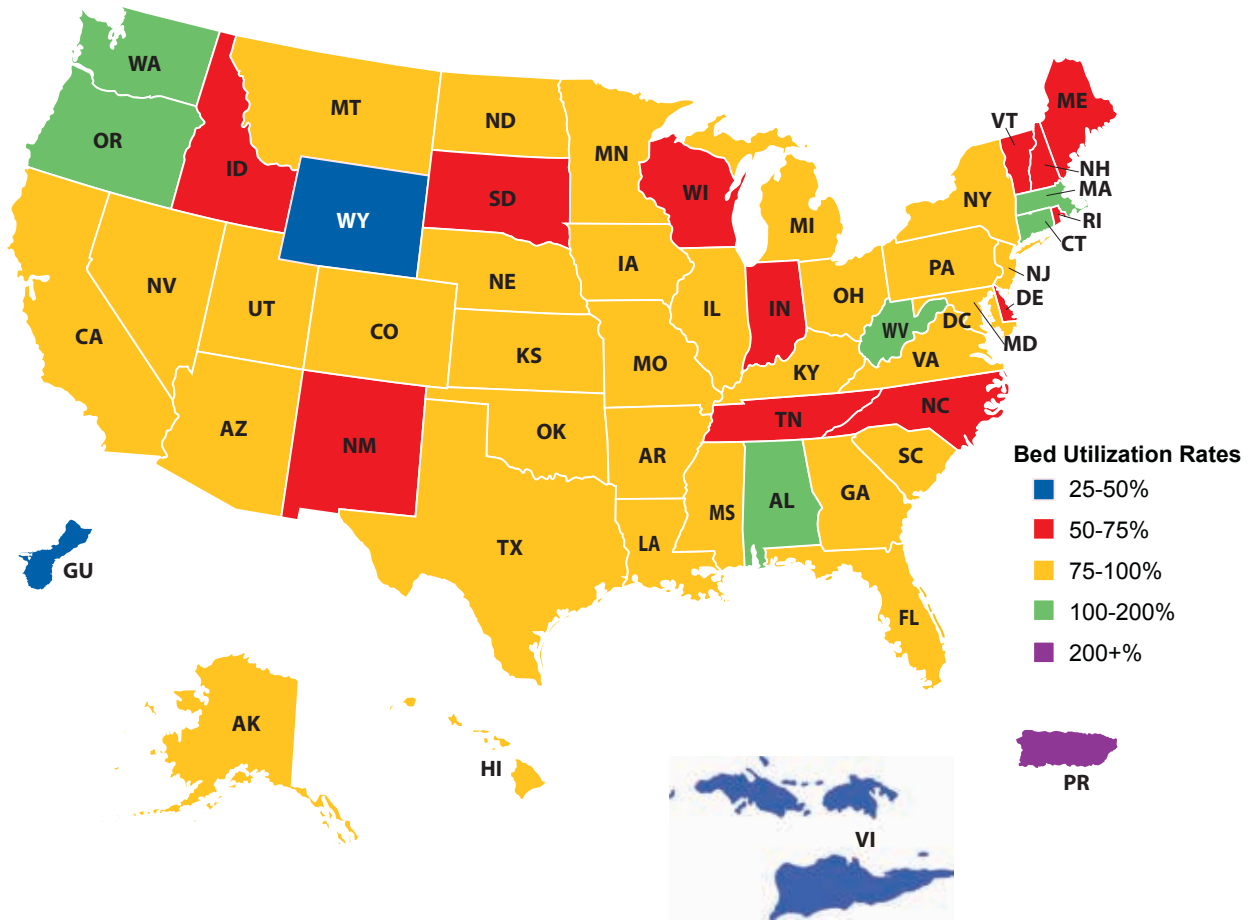 WA
OR
ID
MT
ND
MN
WI
MI
NY
VT
ME
NH
MA
RI
CT
WY
SD
NE
IA
IL
IN
OH
PA
NJ
DE
DC
MD
WV
VA
NV
UT
CO
KS
MO
KY
CA
AZ
NM
OK
AR
TN
NC
SC
TX
LA
MS
AL
GA
FL
GU
AK
HI
VI
PR
Bed Utilization Rates
25-50%
50-75%
75-100%
100-200%
200+%